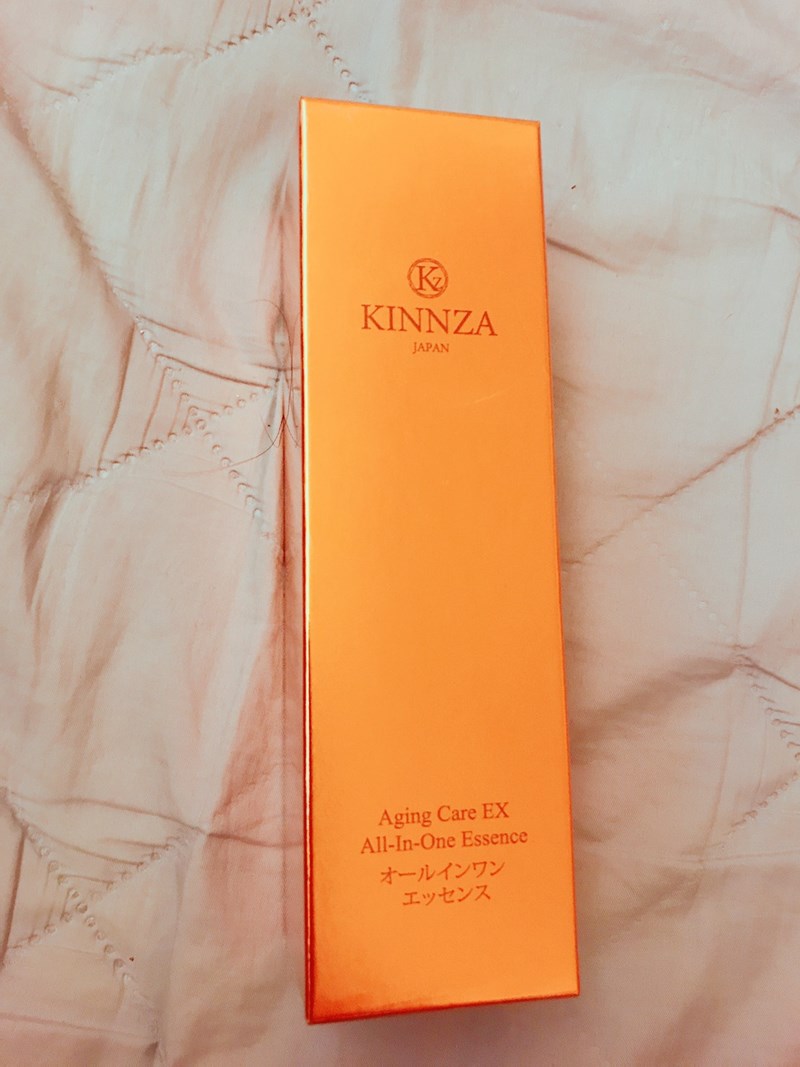 Kz
KINNZA
JAPAN
Aging Care EX
All-In-One Essence
オールインワン
エッセンス